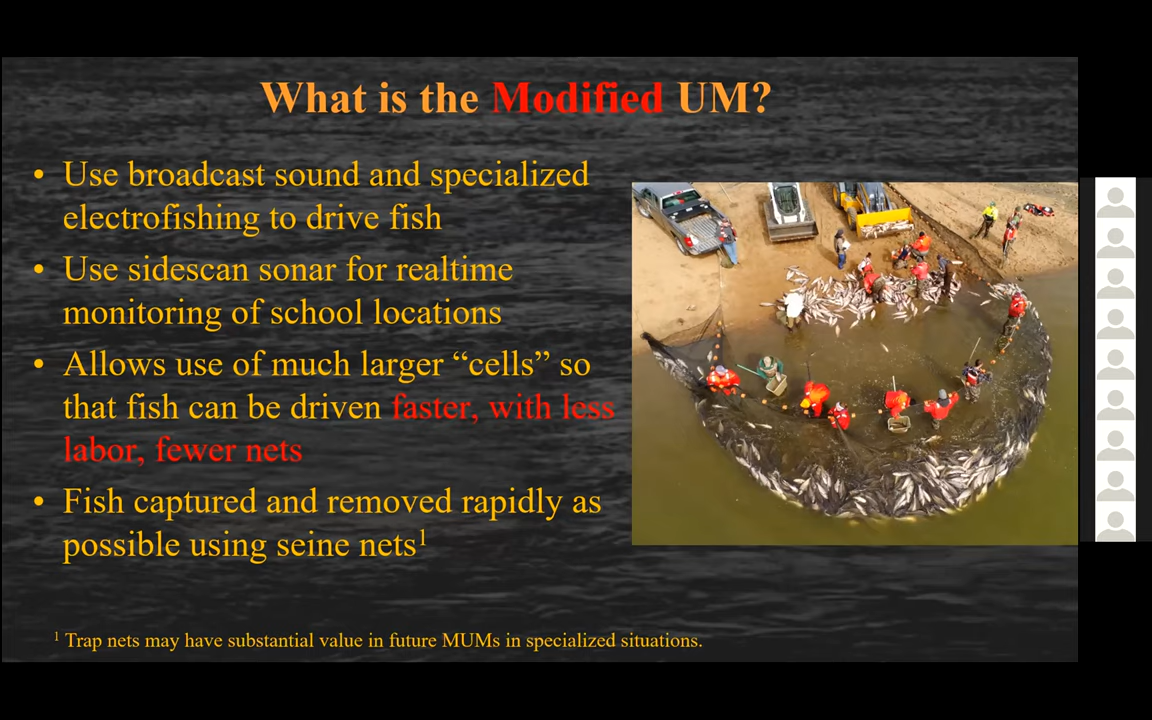 What is the Modified UM?
• Use broadcast sound and specialized
electrofishing to drive fish
• Use sidescan sonar for realtime
monitoring of school locations
• Allows use of much larger “cells” so
that fish can be driven faster, with less
labor, fewer nets
• Fish captured and removed rapidly as
possible using seine nets¹
¹ Trap nets may have substantial value in future MUMs in specialized situations.